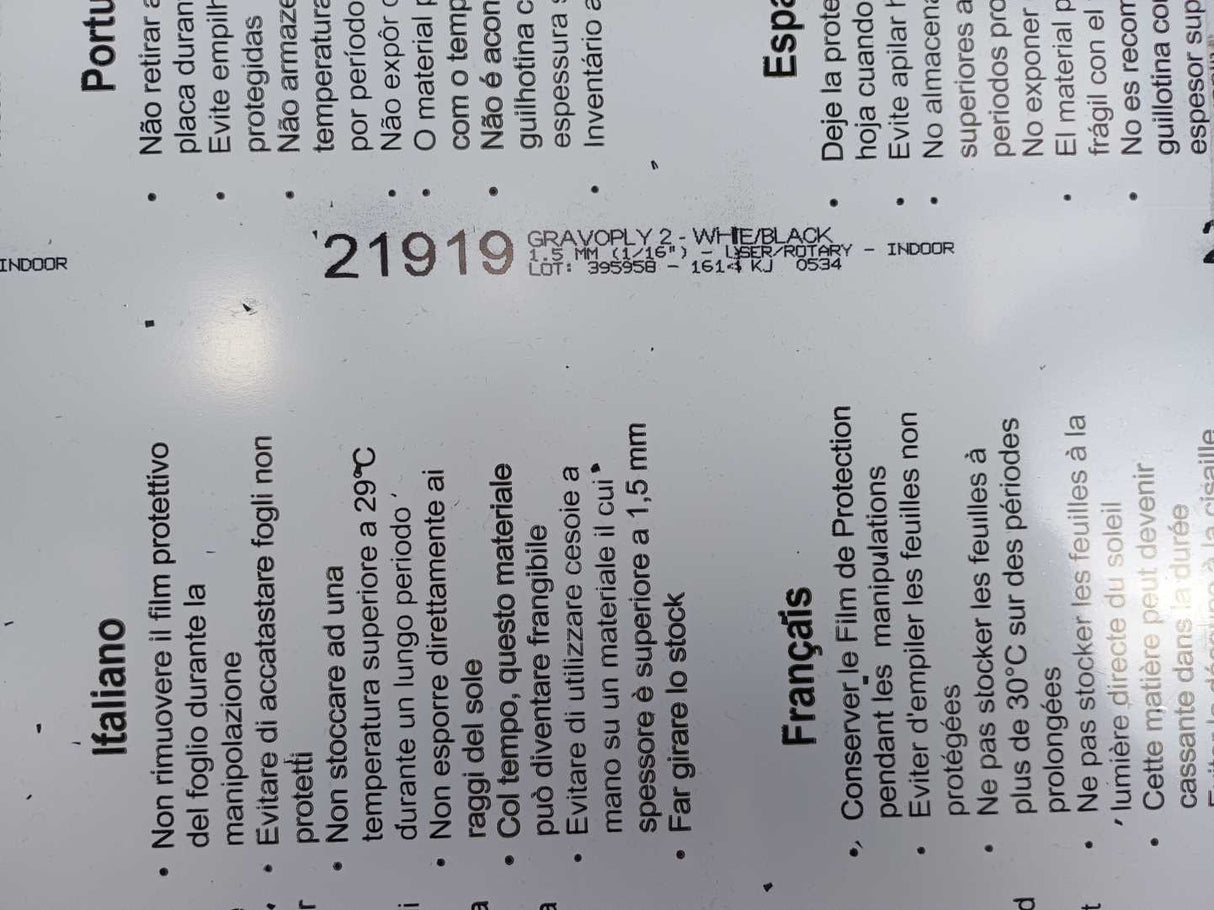 INDOOR
21919
GRAVOPLY 2 - WHIE/BLACK
1.5 MM (1/16") - LYSER/ROTARY - INDOOR
LOT: 395958 - 1614 KJ 0534
Portu
• Não retirar a
placa duran
• Evite empilh
protegidas
• Não armaze
temperatura
por período
• Não expôr
• O material p
com o temp
• Não é acon
guilhotina c
espessura s
• Inventário a
Espa
• Deje la prote
hoja cuando
• Evite apilar h
• No almacena
superiores a
periodos pro
No exponer
• El material p
frágil con el
• No es recom
guillotina co
espesor sup
Italiano
• Non rimuovere il film protettivo
del foglio durante la
manipolazione
• Evitare di accatastare fogli non
protetti
• Non stoccare ad una
temperatura superiore a 29°C
durante un lungo periodo
• Non esporre direttamente ai
raggi del sole
• Col tempo, questo materiale
può diventare frangibile
• Evitare di utilizzare cesoie a
mano su un materiale il cui
spessore è superiore a 1,5 mm
• Far girare lo stock
Français
• Conserver le Film de Protection
pendant les manipulations
• Eviter d'empiler les feuilles non
protégées
• Ne pas stocker les feuilles à
plus de 30°C sur des périodes
prolongées
• Ne pas stocker les feuilles à la
lumière directe du soleil
• Cette matière peut devenir
cassante dans la durée